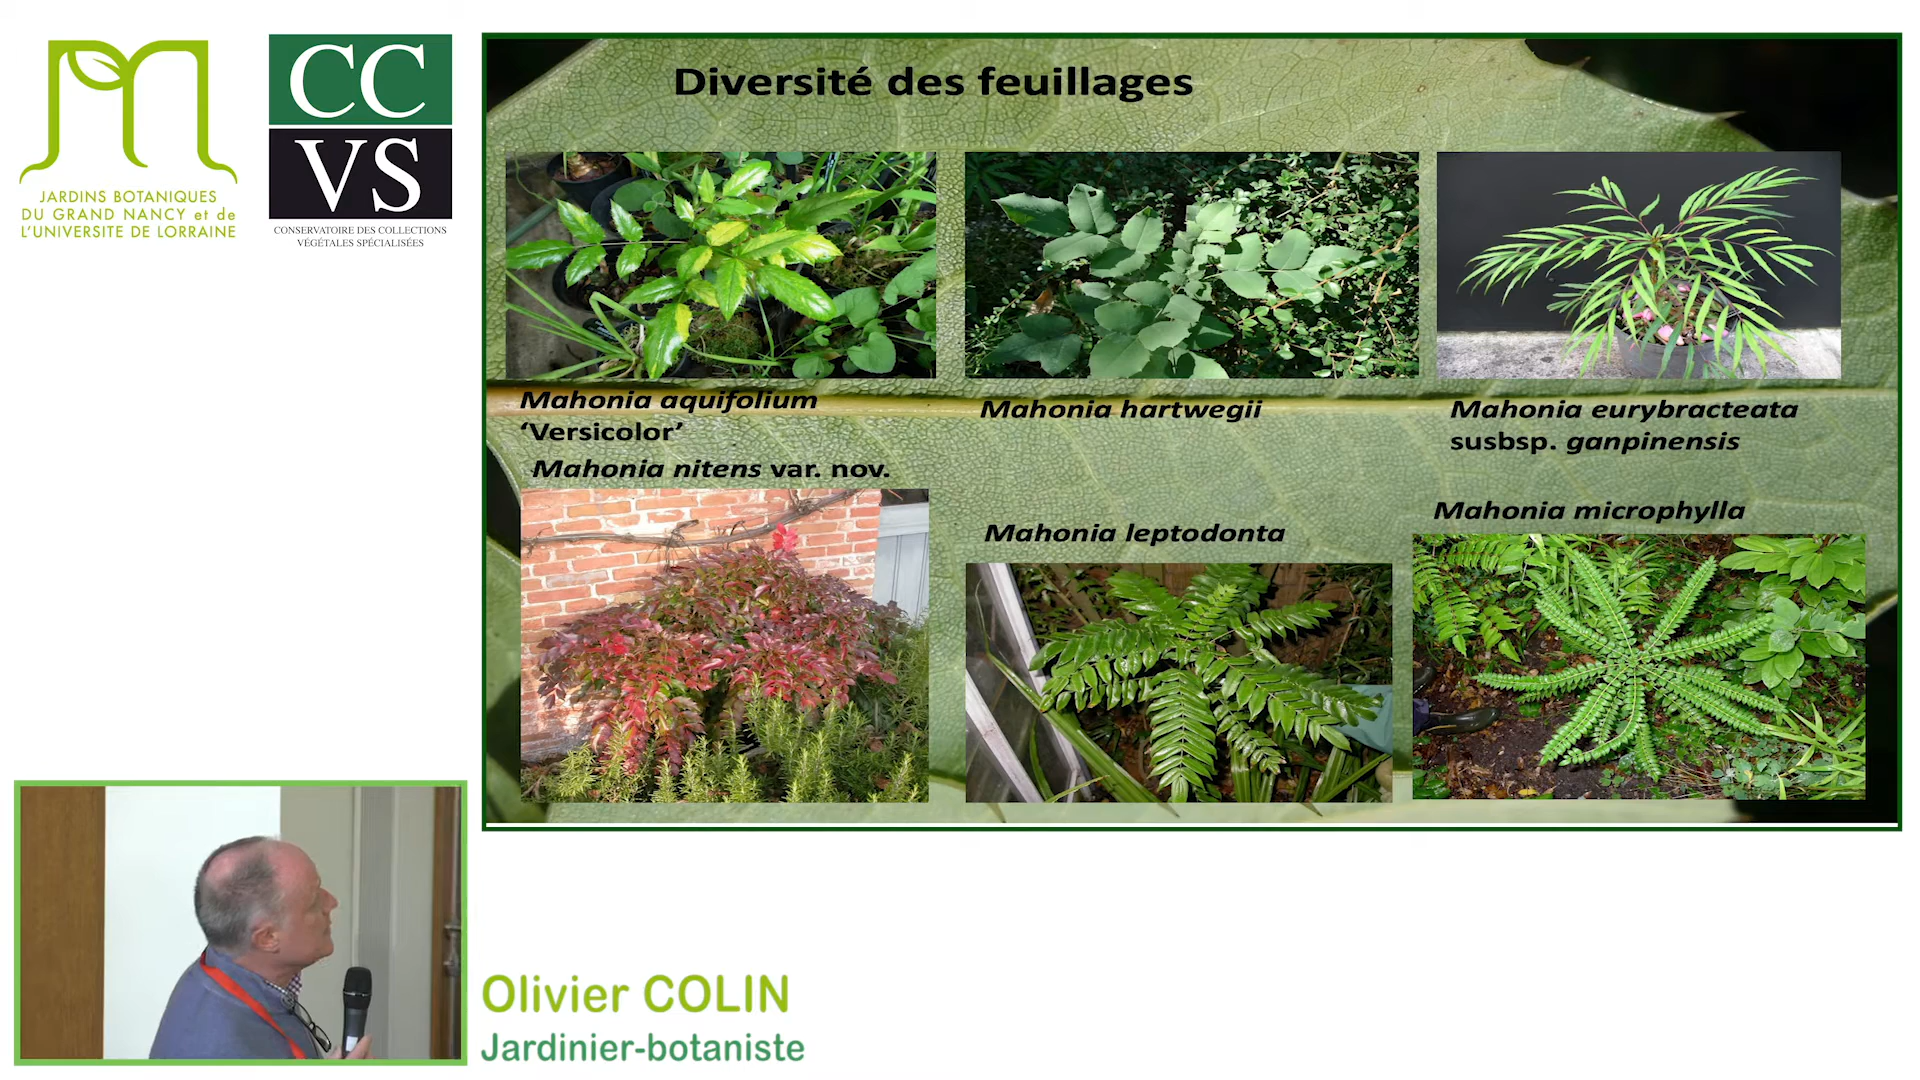 JARDINS BOTANIQUES
DU GRAND NANCY et de
L'UNIVERSITE DE LORRAINE
CC
VS
CONSERVATOIRE DES COLLECTIONS
VÉGÉTALES SPÉCIALISÉES
Diversité des feuillages
Mahonia aquifolium
‘Versicolor’
Mahonia hartwegii
Mahonia eurybracteata
susbsp. ganpinensis
Mahonia nitens var. nov.
Mahonia leptodonta
Mahonia microphylla
Olivier COLIN
Jardinier-botaniste